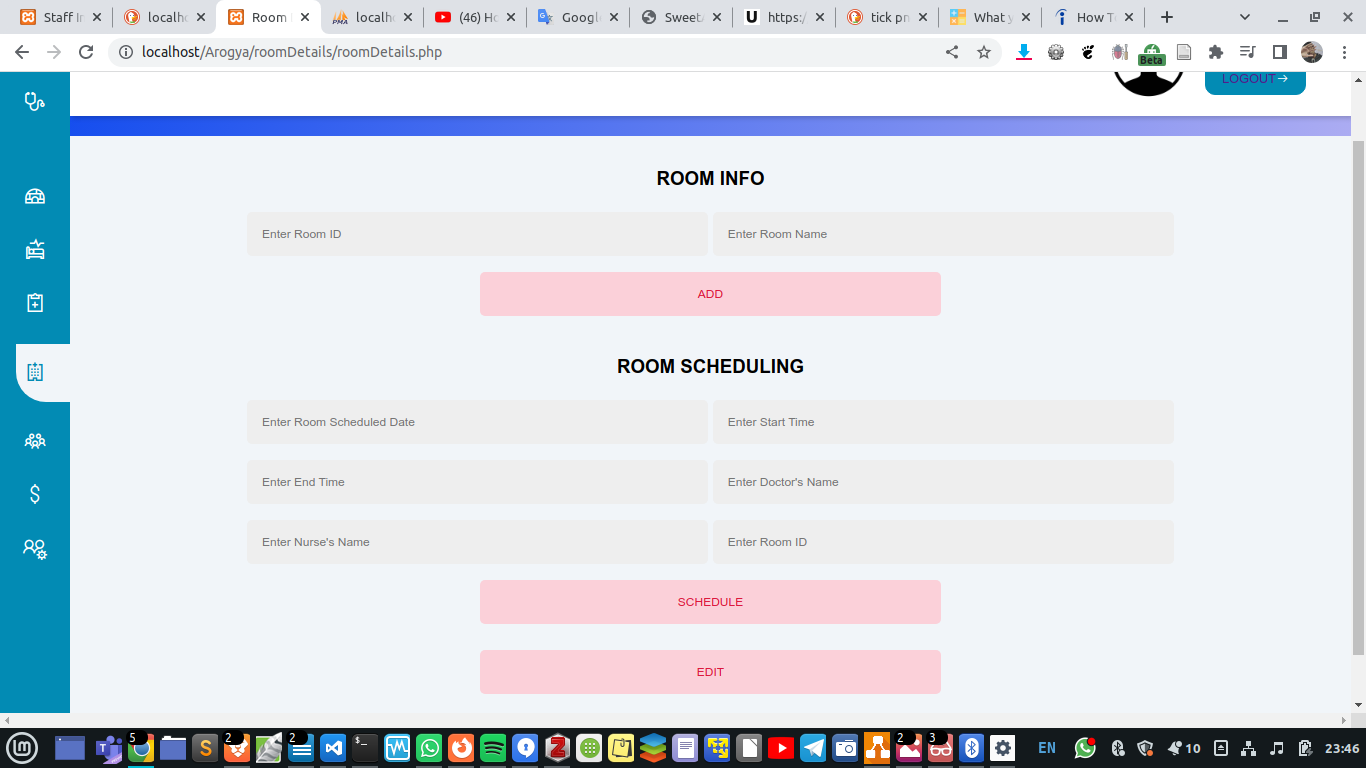 Staff In
localho
Room I
localho
(46) Ho
Google
SweetA
https:/
tick pn
What y
How To
localhost/Arogya/roomDetails/roomDetails.php
Beta
LOGOUT→
ROOM INFO
Enter Room ID
Enter Room Name
ADD
ROOM SCHEDULING
Enter Room Scheduled Date
Enter Start Time
Enter End Time
Enter Doctor's Name
Enter Nurse's Name
Enter Room ID
SCHEDULE
EDIT
5
2
2
2
3
EN
10
23:46